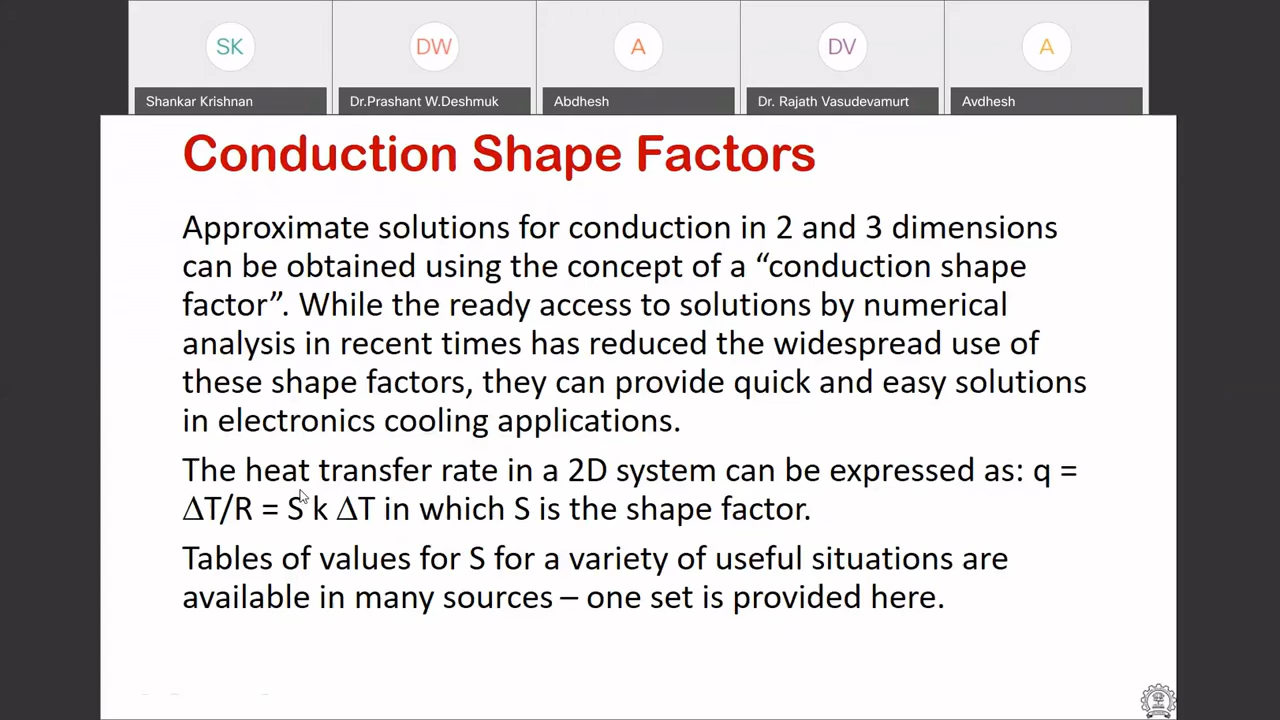 SK
DW
A
DV
A
Shankar Krishnan
Dr.Prashant W.Deshmuk
Abdhesh
Dr. Rajath Vasudevamurt
Avdhesh
Conduction Shape Factors
Approximate solutions for conduction in 2 and 3 dimensions
can be obtained using the concept of a “conduction shape
factor”. While the ready access to solutions by numerical
analysis in recent times has reduced the widespread use of
these shape factors, they can provide quick and easy solutions
in electronics cooling applications.
The heat transfer rate in a 2D system can be expressed as: q =
ΔT/R = S k ΔT in which S is the shape factor.
Tables of values for S for a variety of useful situations are
available in many sources – one set is provided here.